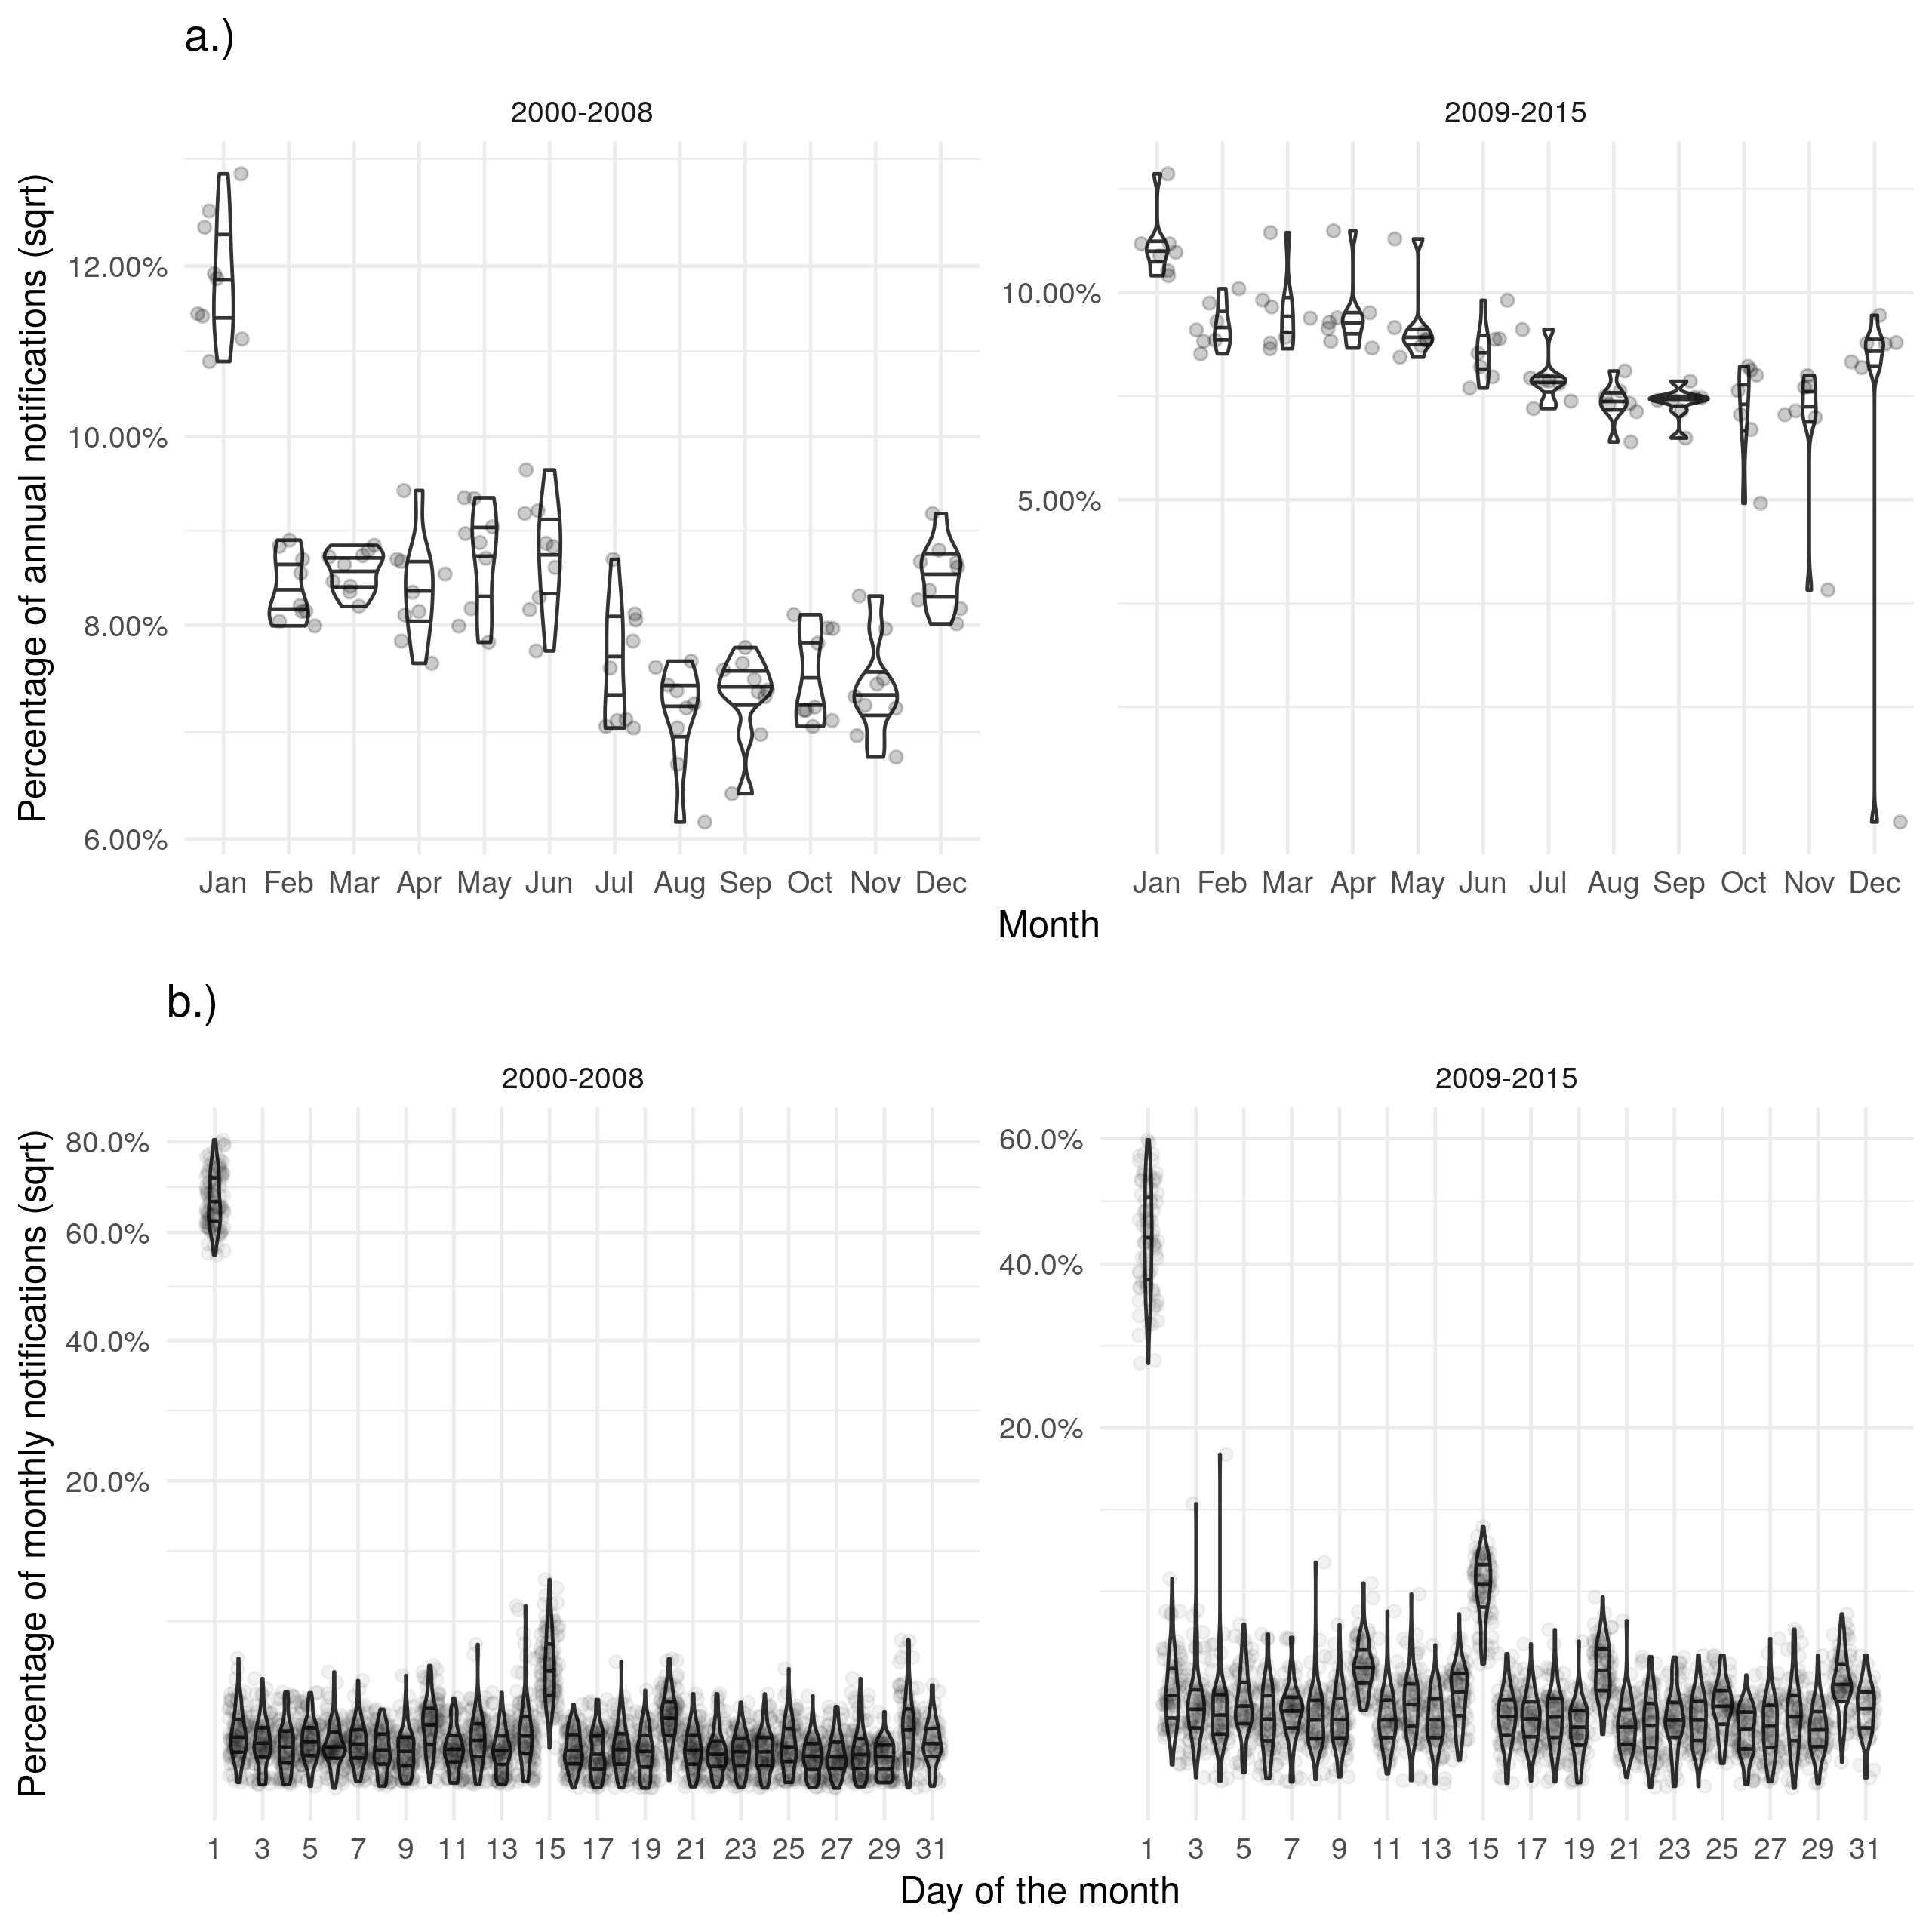 a.)
2000-2008
2009-2015
Percentage of annual notifications (sqrt)
12.00%
10.00%
8.00%
6.00%
10.00%
5.00%
Jan Feb Mar Apr May Jun Jul Aug Sep Oct Nov Dec
Jan Feb Mar Apr May Jun Jul Aug Sep Oct Nov Dec
Month
b.)
2000-2008
2009-2015
Percentage of monthly notifications (sqrt)
80.0%
60.0%
40.0%
20.0%
60.0%
40.0%
20.0%
1 3 5 7 9 11 13 15 17 19 21 23 25 27 29 31
1 3 5 7 9 11 13 15 17 19 21 23 25 27 29 31
Day of the month